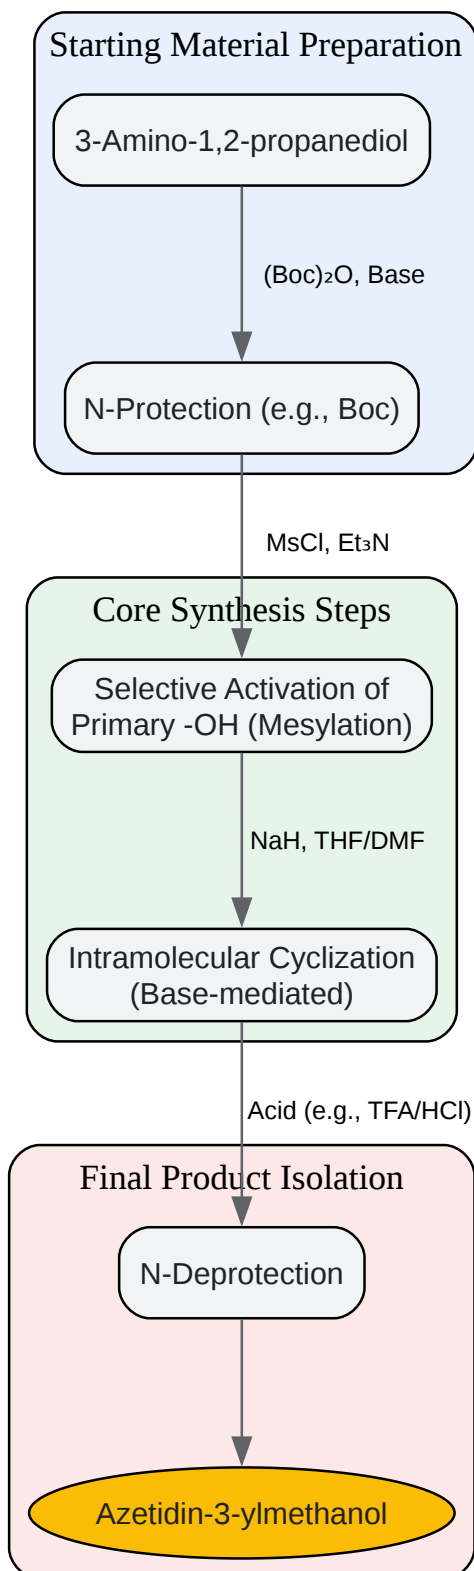 Starting Material Preparation
3-Amino-1,2-propanediol
(Boc)₂O, Base
N-Protection (e.g., Boc)
MsCl, Et₃N
Core Synthesis Steps
Selective Activation of
Primary -OH (Mesylation)
NaH, THF/DMF
Intramolecular Cyclization
(Base-mediated)
Acid (e.g., TFA/HCl)
Final Product Isolation
N-Deprotection
Azetidin-3-ylmethanol